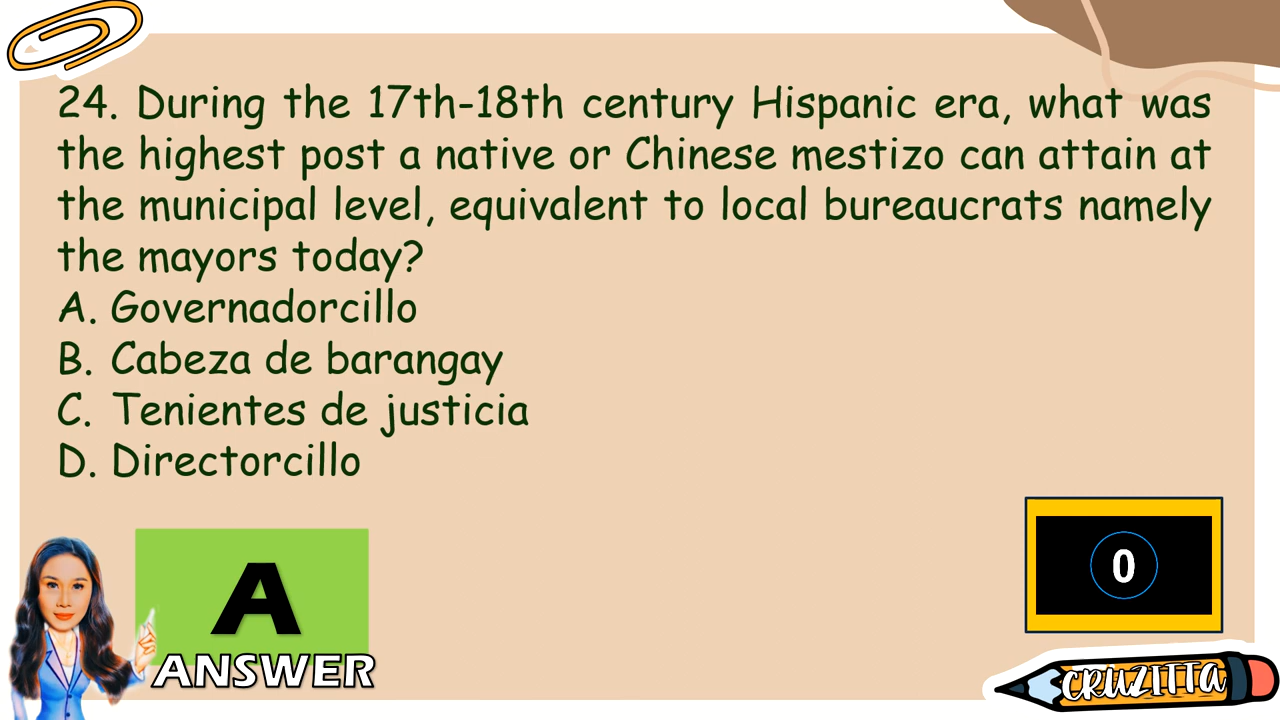 24. During the 17th-18th century Hispanic era, what was
the highest post a native or Chinese mestizo can attain at
the municipal level, equivalent to local bureaucrats namely
the mayors today?
A. Governadorcillo
B. Cabeza de barangay
C. Tenientes de justicia
D. Directorcillo
A
ANSWER
0
CRUZITTA